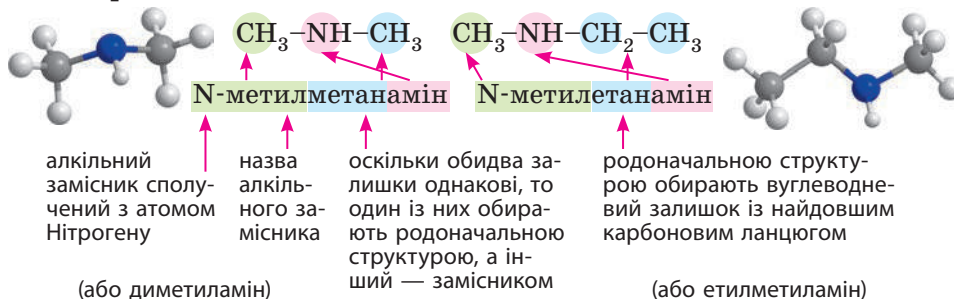 CH₃–NH–CH₃
CH₃–NH–CH₂–CH₃
N-метилметанамін
N-метилетанамін
алкільний
замісник сполу-
чений з атомом
Нітрогену
назва
алкіль-
ного за-
місника
оскільки обидва за-
лишки однакові, то
один із них обира-
ють родоначальною
структурою, а ін-
ший — замісником
родоначальною структу-
рою обирають вуглеводне-
вий залишок із найдовшим
карбоновим ланцюгом
(або диметиламін)
(або етилметиламін)